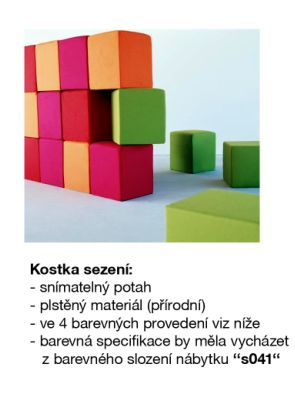 Kostka sezení:
- snímatelný potah
- plstěný materiál (přírodní)
- ve 4 barevných provedení viz níže
- barevná specifikace by měla vycházet
z barevného slození nábytku “s041“